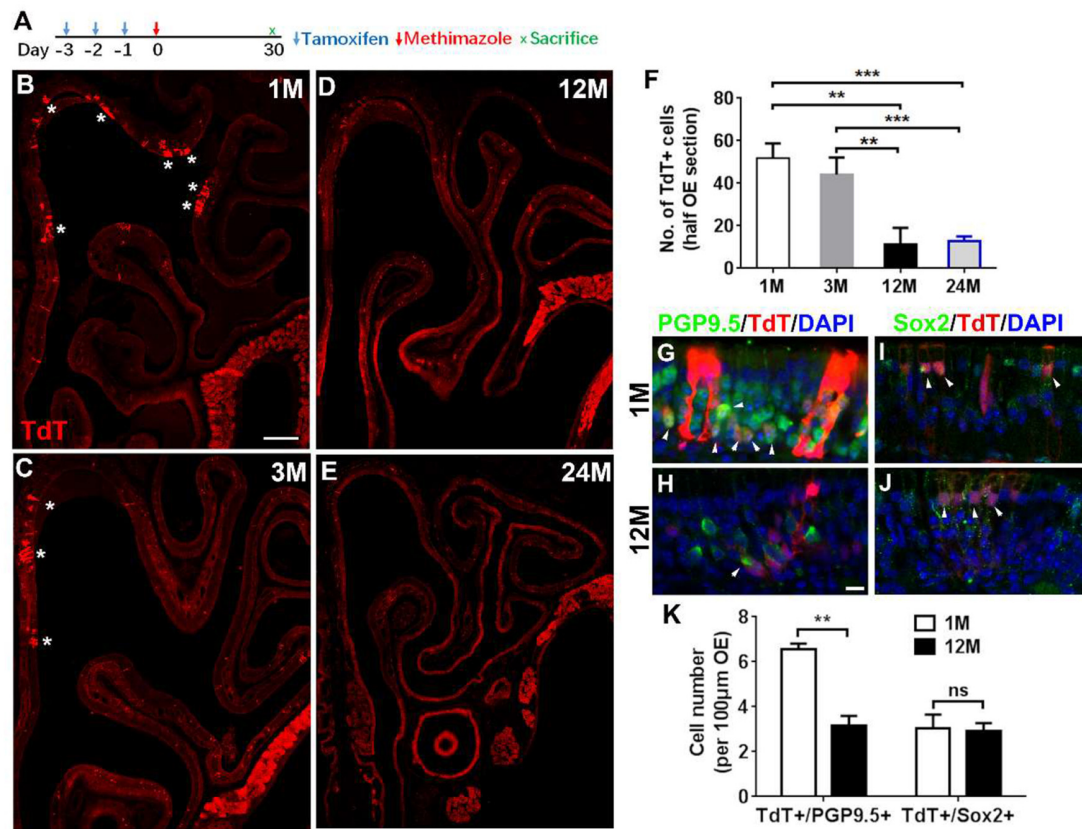 A
Day -3 -2 -1 0 30 ↓Tamoxifen ↓Methimazole ×Sacrifice
B 1M
* * * * * * *
TdT
D 12M
C 3M
* * *
E 24M
F
No. of TdT+ cells
(half OE section)
80
60
40
20
0
***
**
***
**
1M 3M 12M 24M
PGP9.5/TdT/DAPI Sox2/TdT/DAPI
1M
G I
12M
H J
K
Cell number
(per 100μm OE)
8
6
4
2
0
**
ns
1M
12M
TdT+/PGP9.5+ TdT+/Sox2+